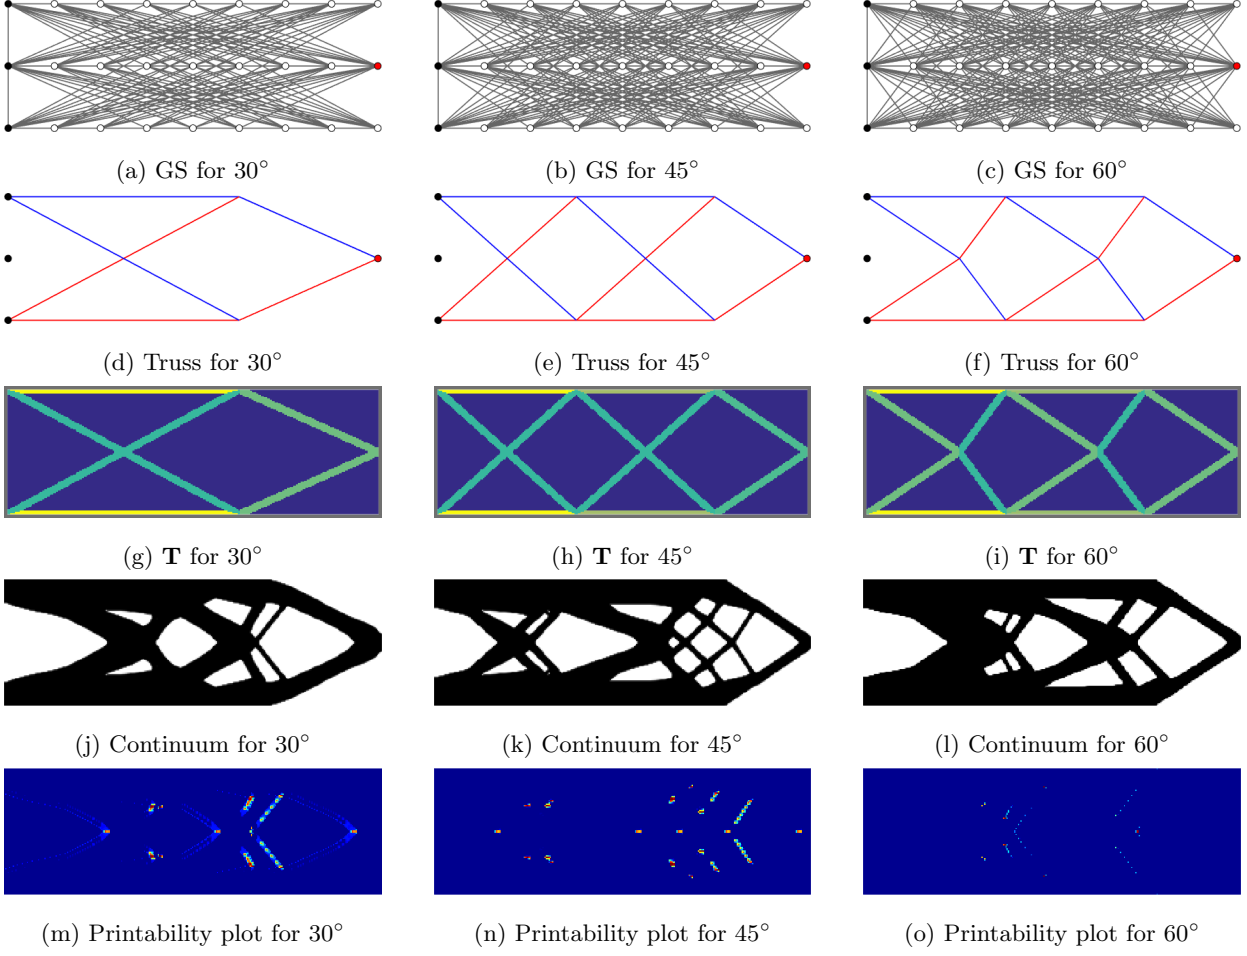 (a) GS for 30°
(b) GS for 45°
(c) GS for 60°
(d) Truss for 30°
(e) Truss for 45°
(f) Truss for 60°
(g) T for 30°
(h) T for 45°
(i) T for 60°
(j) Continuum for 30°
(k) Continuum for 45°
(l) Continuum for 60°
(m) Printability plot for 30°
(n) Printability plot for 45°
(o) Printability plot for 60°